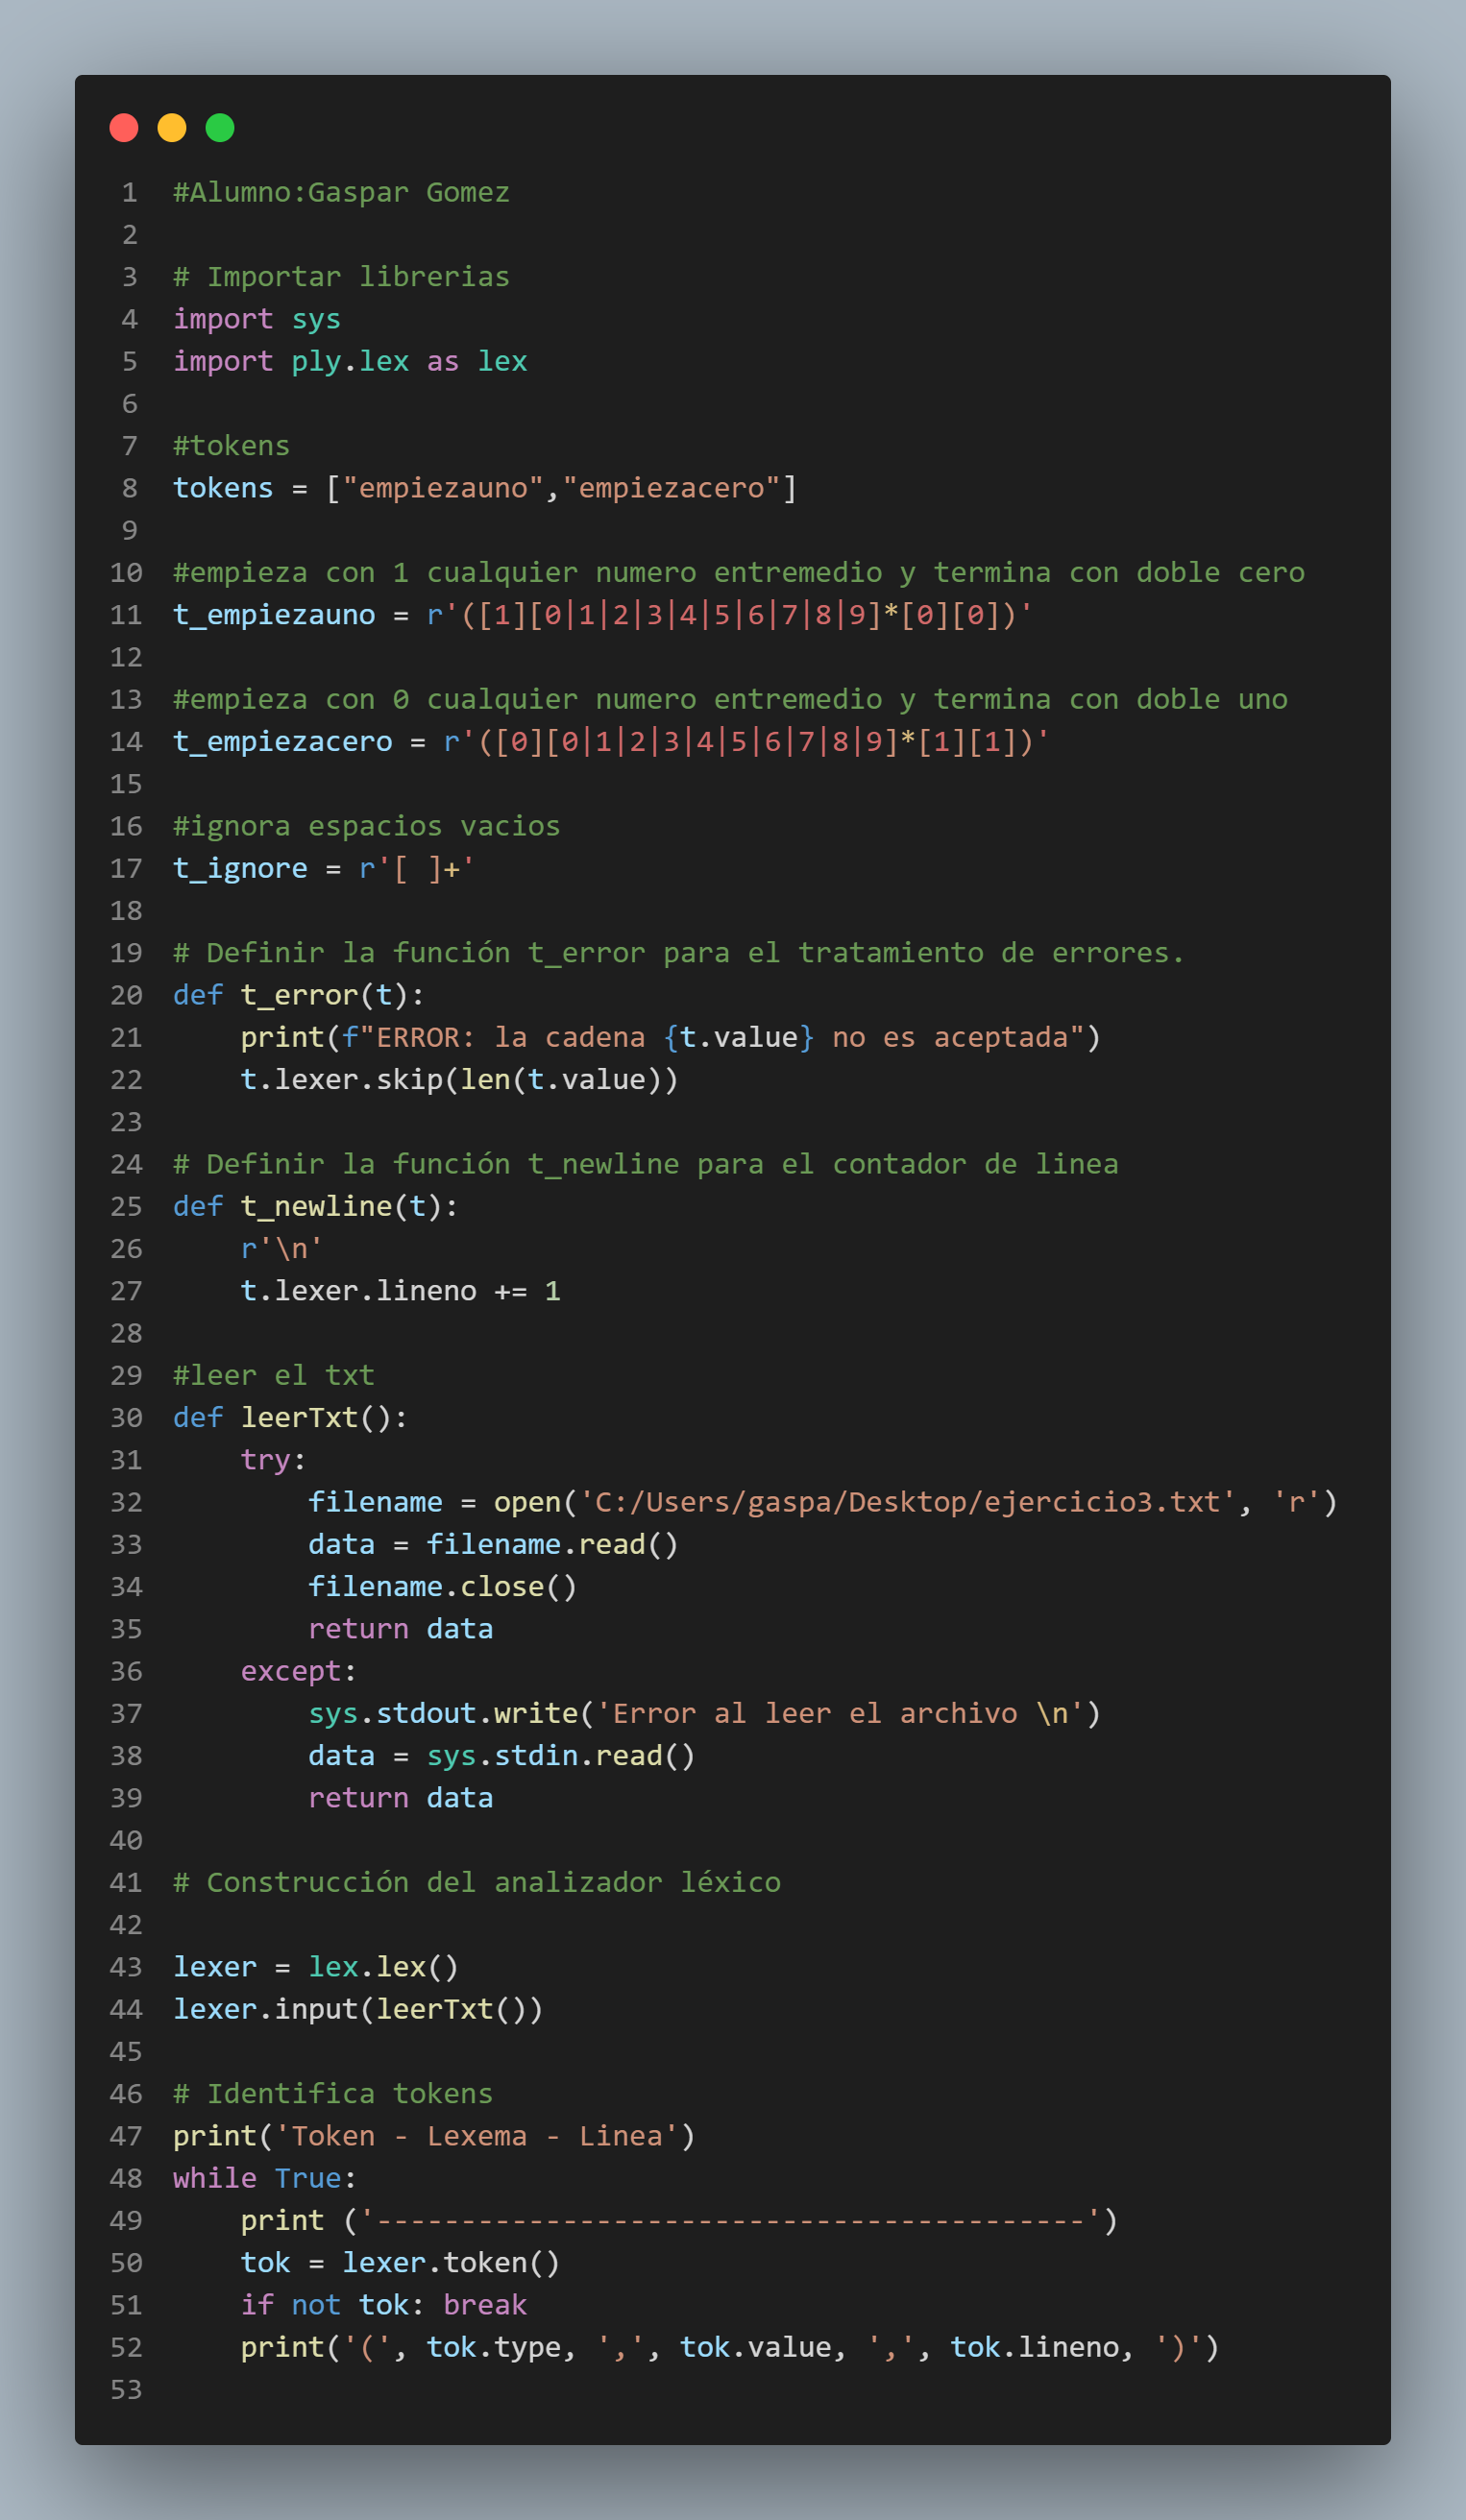 1 #Alumno:Gaspar Gomez
2
3 # Importar librerias
4 import sys
5 import ply.lex as lex
6
7 #tokens
8 tokens = ["empiezauno","empiezacero"]
9
10 #empieza con 1 cualquier numero entremedio y termina con doble cero
11 t_empiezauno = r'([1][0|1|2|3|4|5|6|7|8|9]*[0][0])'
12
13 #empieza con 0 cualquier numero entremedio y termina con doble uno
14 t_empiezacero = r'([0][0|1|2|3|4|5|6|7|8|9]*[1][1])'
15
16 #ignora espacios vacios
17 t_ignore = r'[ ]+'
18
19 # Definir la función t_error para el tratamiento de errores.
20 def t_error(t):
21     print(f"ERROR: la cadena {t.value} no es aceptada")
22     t.lexer.skip(len(t.value))
23
24 # Definir la función t_newline para el contador de linea
25 def t_newline(t):
26     r'\n'
27     t.lexer.lineno += 1
28
29 #leer el txt
30 def leerTxt():
31     try:
32         filename = open('C:/Users/gaspa/Desktop/ejercicio3.txt', 'r')
33         data = filename.read()
34         filename.close()
35         return data
36     except:
37         sys.stdout.write('Error al leer el archivo \n')
38         data = sys.stdin.read()
39         return data
40
41 # Construcción del analizador léxico
42
43 lexer = lex.lex()
44 lexer.input(leerTxt())
45
46 # Identifica tokens
47 print('Token - Lexema - Linea')
48 while True:
49     print ('------------------------------------------')
50     tok = lexer.token()
51     if not tok: break
52     print('(', tok.type, ',', tok.value, ',', tok.lineno, ')')
53